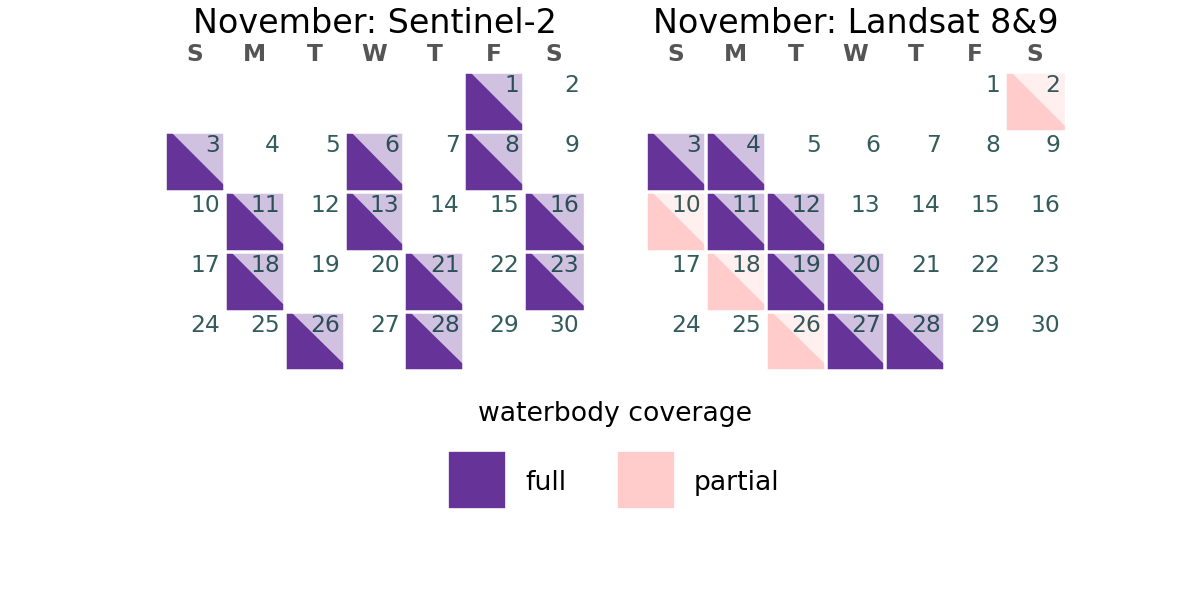 November: Sentinel-2
S M T W T F S
1 2
3 4 5 6 7 8 9
10 11 12 13 14 15 16
17 18 19 20 21 22 23
24 25 26 27 28 29 30
November: Landsat 8&9
S M T W T F S
1 2
3 4 5 6 7 8 9
10 11 12 13 14 15 16
17 18 19 20 21 22 23
24 25 26 27 28 29 30
waterbody coverage
full
partial